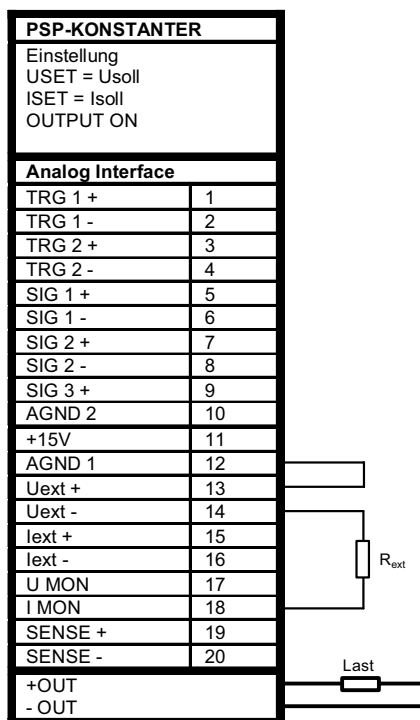 PSP-KONSTANTER
Einstellung
USET = Usoll
ISET = Isoll
OUTPUT ON
Analog Interface
TRG 1 + 1
TRG 1 - 2
TRG 2 + 3
TRG 2 - 4
SIG 1 + 5
SIG 1 - 6
SIG 2 + 7
SIG 2 - 8
SIG 3 + 9
AGND 2 10
+15V 11
AGND 1 12
Uext + 13
Uext - 14
Iext + 15
Iext - 16
Rext
U MON 17
I MON 18
SENSE + 19
SENSE - 20
Last
+OUT
- OUT